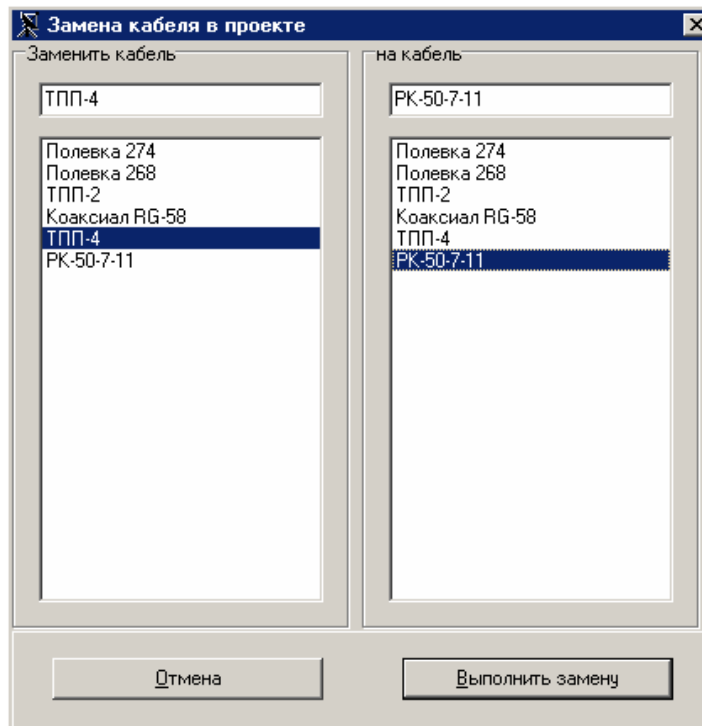 Замена кабеля в проекте
Заменить кабель
ТПП-4
Полевка 274
Полевка 268
ТПП-2
Коаксиал RG-58
ТПП-4
РК-50-7-11
на кабель
РК-50-7-11
Полевка 274
Полевка 268
ТПП-2
Коаксиал RG-58
ТПП-4
РК-50-7-11
Отмена
Выполнить замену